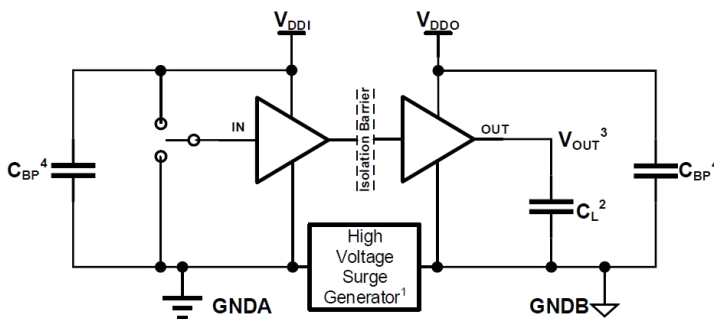 VDDI
VDDO
IN
Isolation Barrier
OUT
VOUT3
CBP4
CL2
CBP4
High
Voltage
Surge
Generator1
GNDA
GNDB